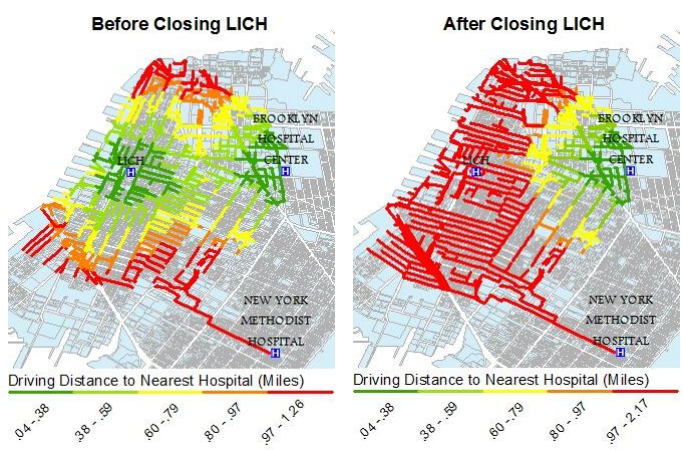 Before Closing LICH
BROOKLYN
HOSPITAL
LICH
CENTER
H
H
NEW YORK
METHODIST
HOSPITAL
H
Driving Distance to Nearest Hospital (Miles)
.04 - .38
.38 - .59
.60 - .79
.80 - .97
.97 - 1.26
After Closing LICH
BROOKLYN
HOSPITAL
LICH
CENTER
H
H
NEW YORK
METHODIST
HOSPITAL
H
Driving Distance to Nearest Hospital (Miles)
.04 - .38
.38 - .59
.60 - .79
.80 - .97
.97 - 2.17